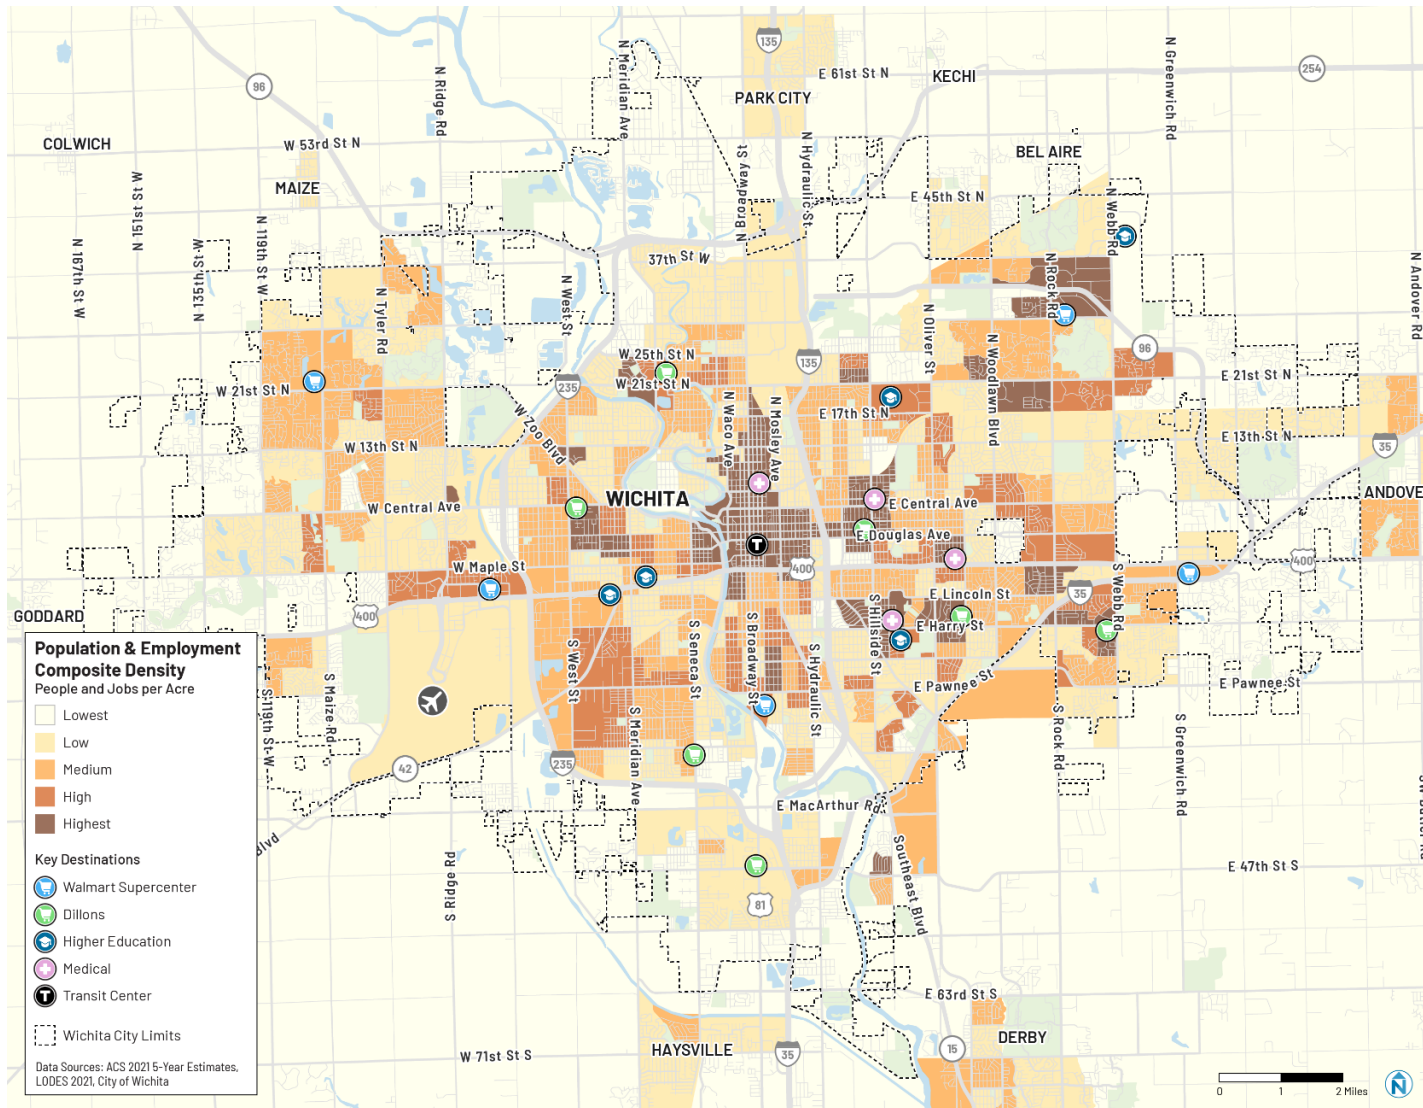 135
N Meridian Ave
N Greenwich Rd
254
E 61st St N
KECHI
96
N Ridge Rd
PARK CITY
COLWICH
W 53rd St N
N Broadway St
N Hydraulic St
BEL AIRE
MAIZE
N 151st St W
E 45th St N
N Webb Rd
N 119th St W
N 167th St W
N 135th St W
37th St W
N Rock Rd
N Andover Rd
N West St
N Tyler Rd
N Oliver St
N Woodlawn Blvd
96
W 25th St N
135
W 21st St N
235
W 21st St N
E 21st St N
N Waco Ave
N Mosley Ave
E 17th St N
W Zoo Blvd
W 13th St N
E 13th St N
35
WICHITA
ANDOVE
W Central Ave
E Central Ave
E Douglas Ave
T
W Maple St
400
S Webb Rd
400
35
E Lincoln St
GODDARD
400
S Hillside St
E Harry St
S Broadway St
S Seneca St
S West St
S Hydraulic St
E Pawnee St
E Pawnee St
S 119th St W
S Maize Rd
S Meridian Ave
S Rock Rd
S Greenwich Rd
42
235
E MacArthur Rd
Blvd
Southeast Blvd
S Ridge Rd
E 47th St S
81
E 63rd St S
DERBY
15
HAYSVILLE
35
W 71st St S
Population & Employment
Composite Density
People and Jobs per Acre
Lowest
Low
Medium
High
Highest
Key Destinations
Walmart Supercenter
Dillons
Higher Education
Medical
T Transit Center
Wichita City Limits
Data Sources: ACS 2021 5-Year Estimates,
LODES 2021, City of Wichita
0 1 2 Miles
N